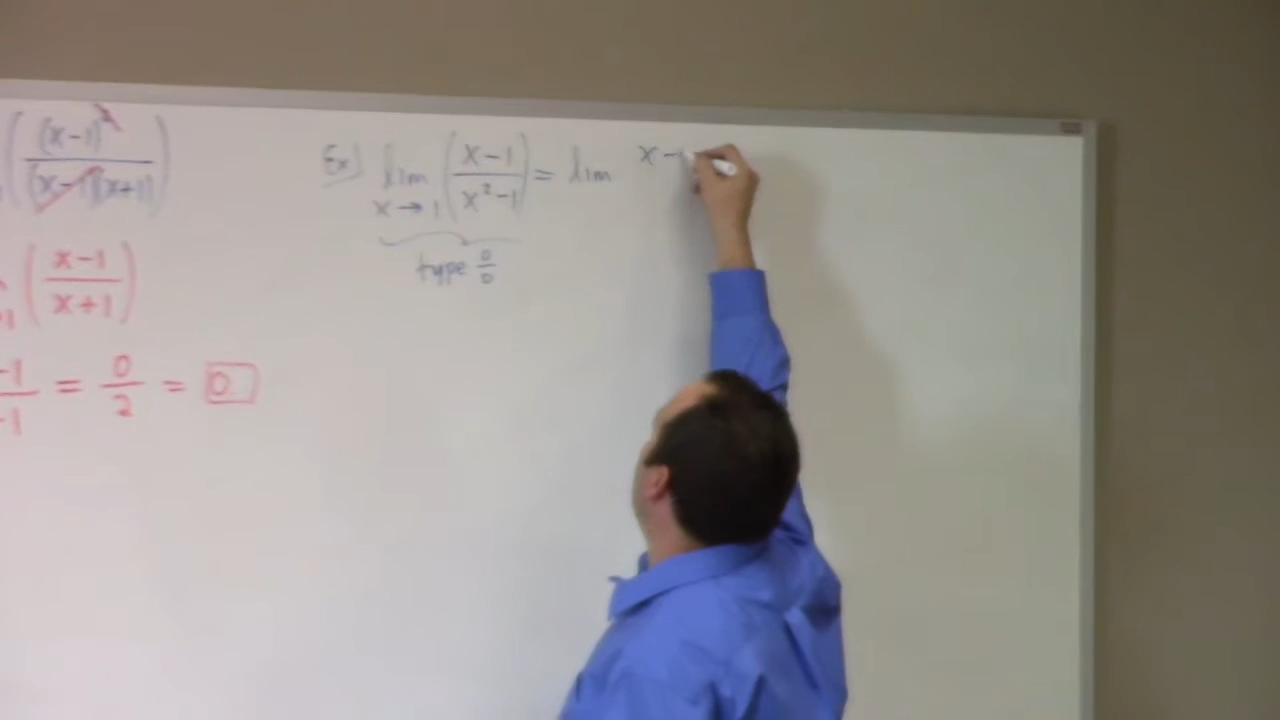 ((x-1)^2 / (x-1)(x+1))
(x-1 / x+1)
-1 / -1 = 0/2 = 0
Ex) lim x→1 (x-1 / x²-1) = lim x-1
type 0/0